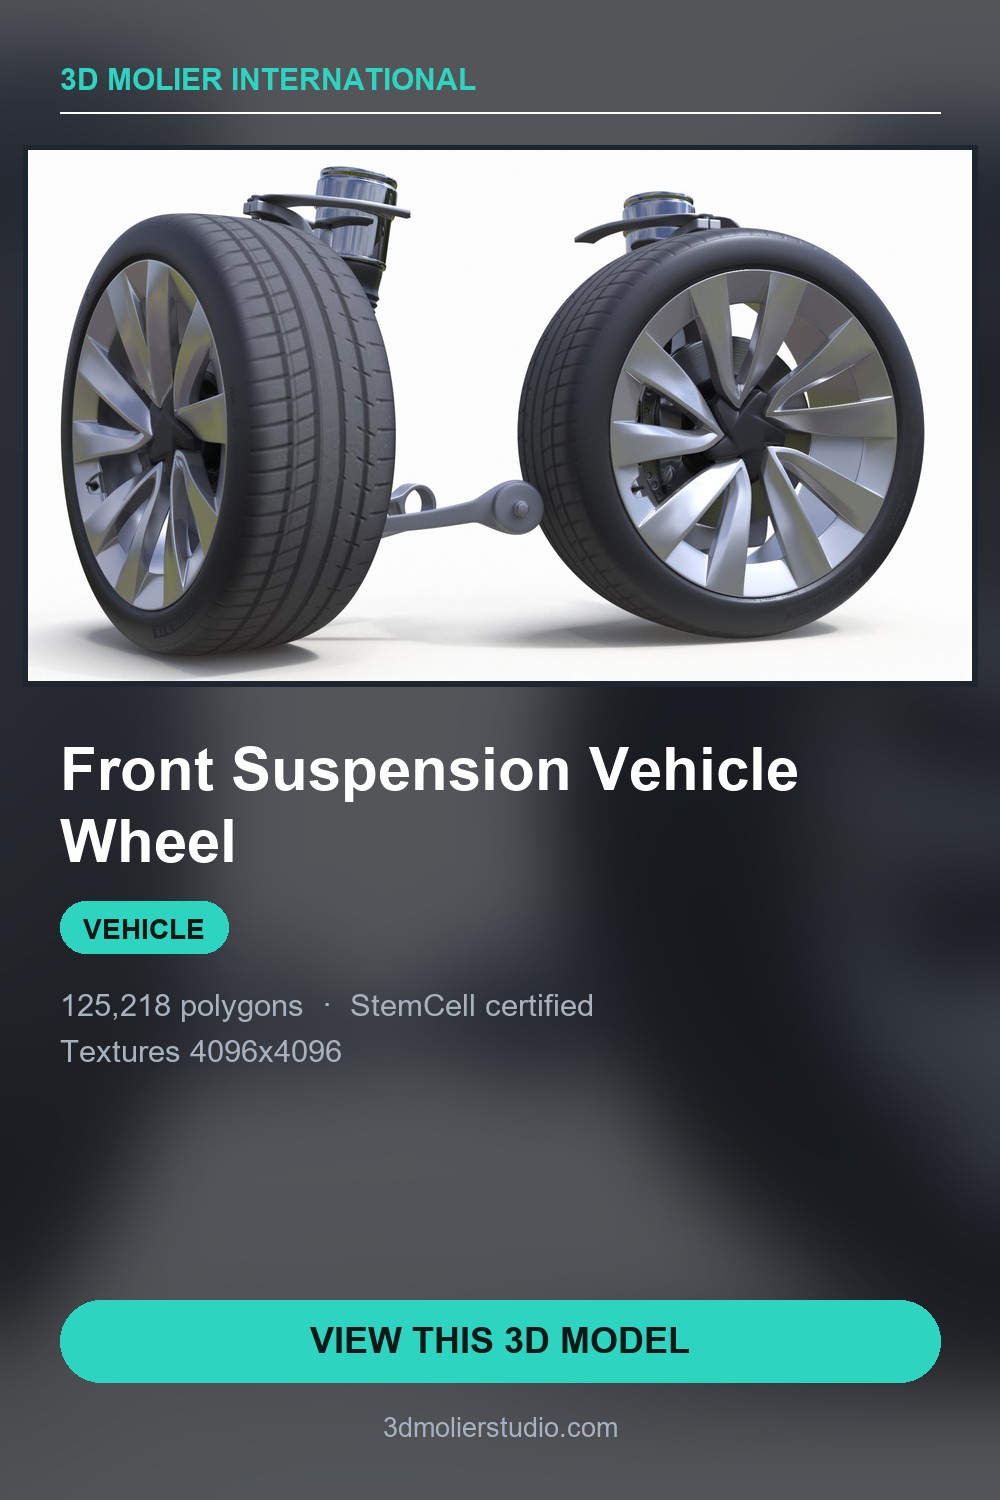 3D MOLIER INTERNATIONAL
Front Suspension Vehicle
Wheel
VEHICLE
125,218 polygons · StemCell certified
Textures 4096x4096
VIEW THIS 3D MODEL
3dmolierstudio.com